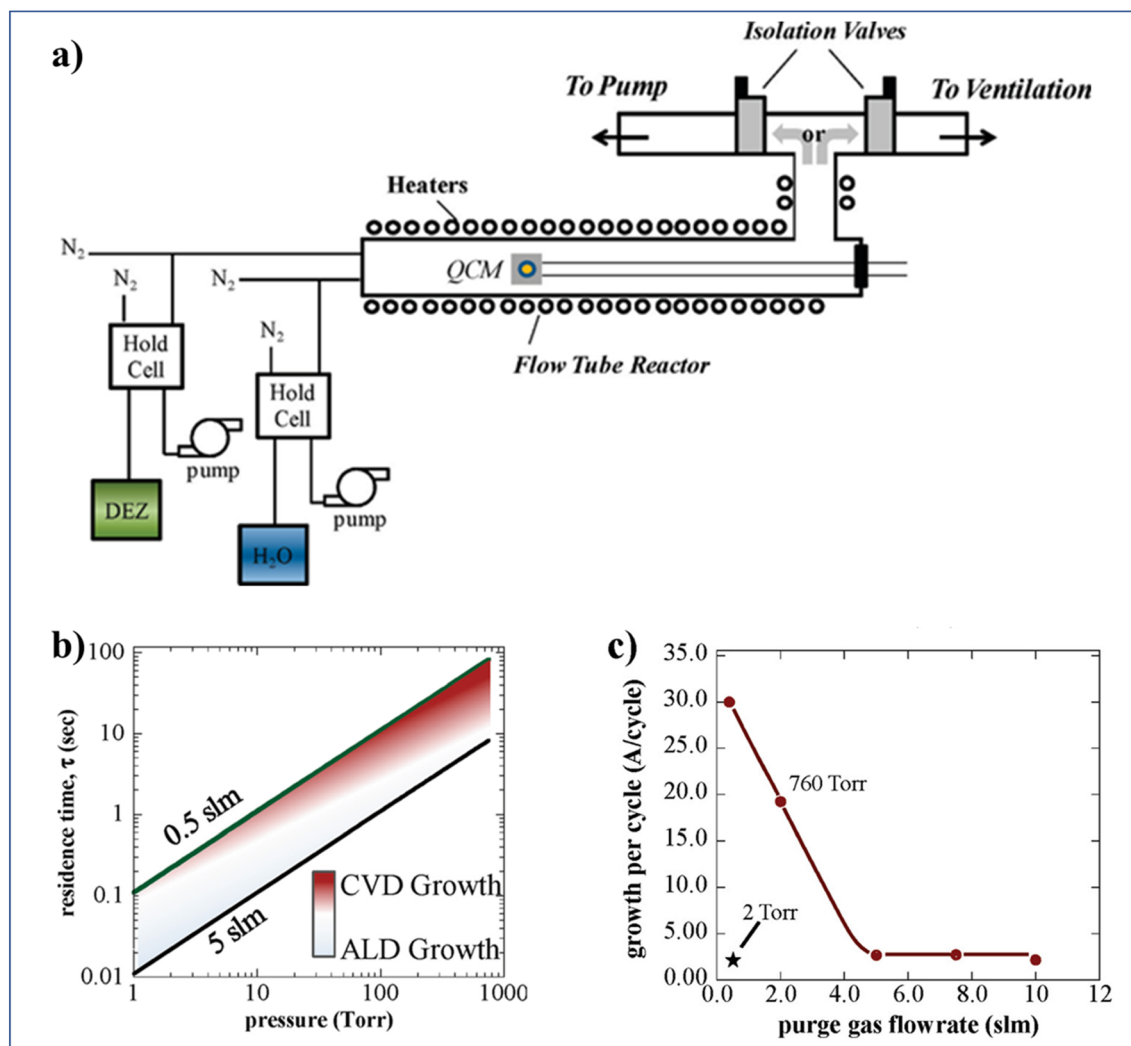 a)
Isolation Valves
To Pump
To Ventilation
or
Heaters
N₂
N₂
N₂
QCM
N₂
Hold
Cell
Hold
Cell
Flow Tube Reactor
pump
pump
DEZ
H₂O
b)
100
10
1
0.1
0.01
residence time, τ (sec)
0.5 slm
5 slm
CVD Growth
ALD Growth
1
10
100
1000
pressure (Torr)
c)
35.0
30.0
25.0
20.0
15.0
10.0
5.00
0.00
growth per cycle (A/cycle)
760 Torr
2 Torr
0.0
2.0
4.0
6.0
8.0
10.0
12
purge gas flowrate (slm)